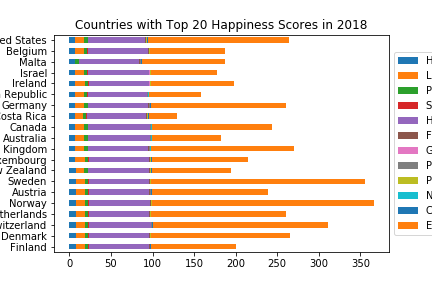 Countries with Top 20 Happiness Scores in 2018
ed States
Belgium
Malta
Israel
Ireland
Republic
Germany
Costa Rica
Canada
Australia
Kingdom
xembourg
Zealand
Sweden
Austria
Norway
therlands
witzerland
Denmark
Finland
0 50 100 150 200 250 300 350
H
L
P
S
H
F
G
P
P
N
C
E